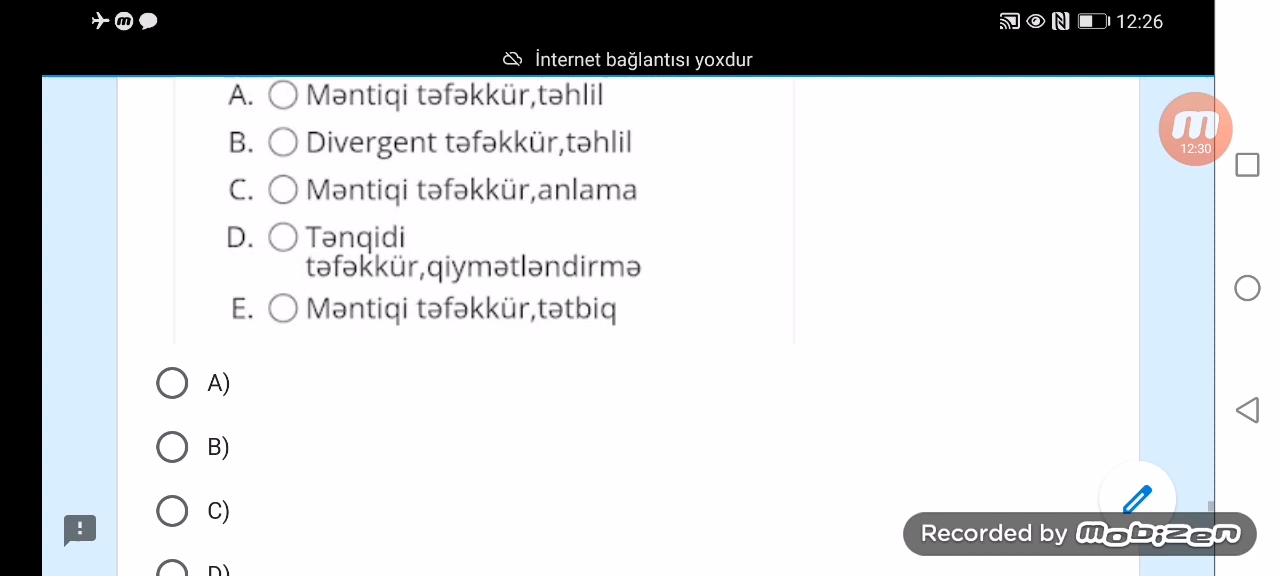 12:26
İnternet bağlantısı yoxdur
A. Məntiqi təfəkkür,təhlil
B. Divergent təfəkkür,təhlil
C. Məntiqi təfəkkür,anlama
D. Tənqidi
təfəkkür,qiymətləndirmə
E. Məntiqi təfəkkür,tətbiq
m
12:30
A)
B)
C)
D)
Recorded by mobizen